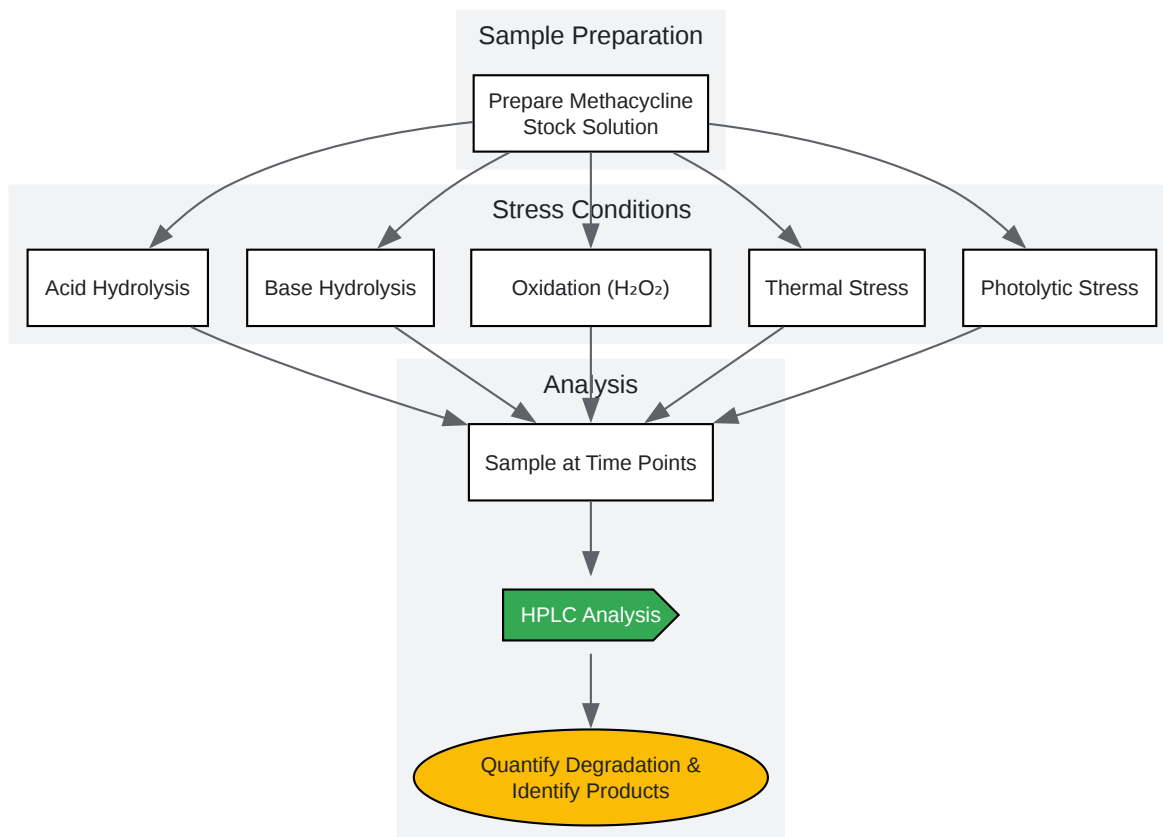 Sample Preparation
Prepare Methacycline
Stock Solution
Stress Conditions
Acid Hydrolysis
Base Hydrolysis
Oxidation (H₂O₂)
Thermal Stress
Photolytic Stress
Analysis
Sample at Time Points
HPLC Analysis
Quantify Degradation &
Identify Products